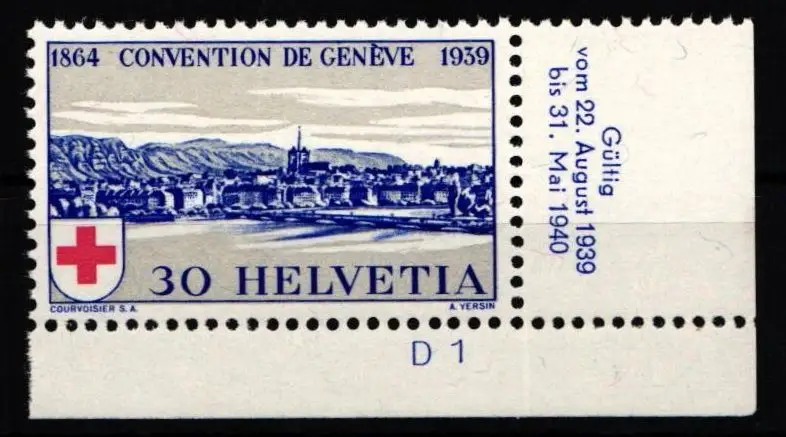 1864 CONVENTION DE GENÈVE 1939
30 HELVETIA
COURVOISIER S.A. A. YERSIN
Gültig
vom 22. August 1939
bis 31. Mai 1940
D 1